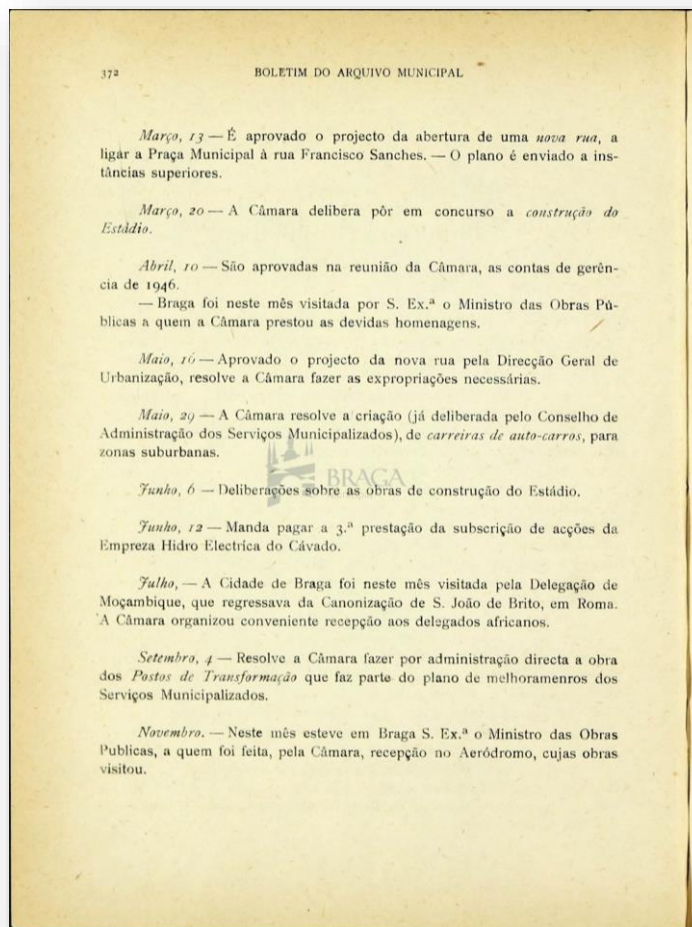 372
BOLETIM DO ARQUIVO MUNICIPAL
Março, 13 — É aprovado o projecto da abertura de uma nova rua, a
ligar a Praça Municipal à rua Francisco Sanches. — O plano é enviado a ins-
tâncias superiores.
Março, 20 — A Câmara delibera pôr em concurso a construção do
Estádio.
Abril, 10 — São aprovadas na reunião da Câmara, as contas de gerên-
cia de 1946.
— Braga foi neste mês visitada por S. Ex.ª o Ministro das Obras Pú-
blicas a quem a Câmara prestou as devidas homenagens.
Maio, 16 — Aprovado o projecto da nova rua pela Direcção Geral de
Urbanização, resolve a Câmara fazer as expropriações necessárias.
Maio, 29 — A Câmara resolve a criação (já deliberada pelo Conselho de
Administração dos Serviços Municipalizados), de carreiras de auto-carros, para
zonas suburbanas.
BRAGA
Junho, 6 — Deliberações sobre as obras de construção do Estádio.
Junho, 12 — Manda pagar a 3.ª prestação da subscrição de acções da
Empreza Hidro Electrica do Cávado.
Julho, — A Cidade de Braga foi neste mês visitada pela Delegação de
Moçambique, que regressava da Canonização de S. João de Brito, em Roma.
A Câmara organizou conveniente recepção aos delegados africanos.
Setembro, 4 — Resolve a Câmara fazer por administração directa a obra
dos Postos de Transformação que faz parte do plano de melhoramenros dos
Serviços Municipalizados.
Novembro. — Neste mês esteve em Braga S. Ex.ª o Ministro das Obras
Publicas, a quem foi feita, pela Câmara, recepção no Aeródromo, cujas obras
visitou.